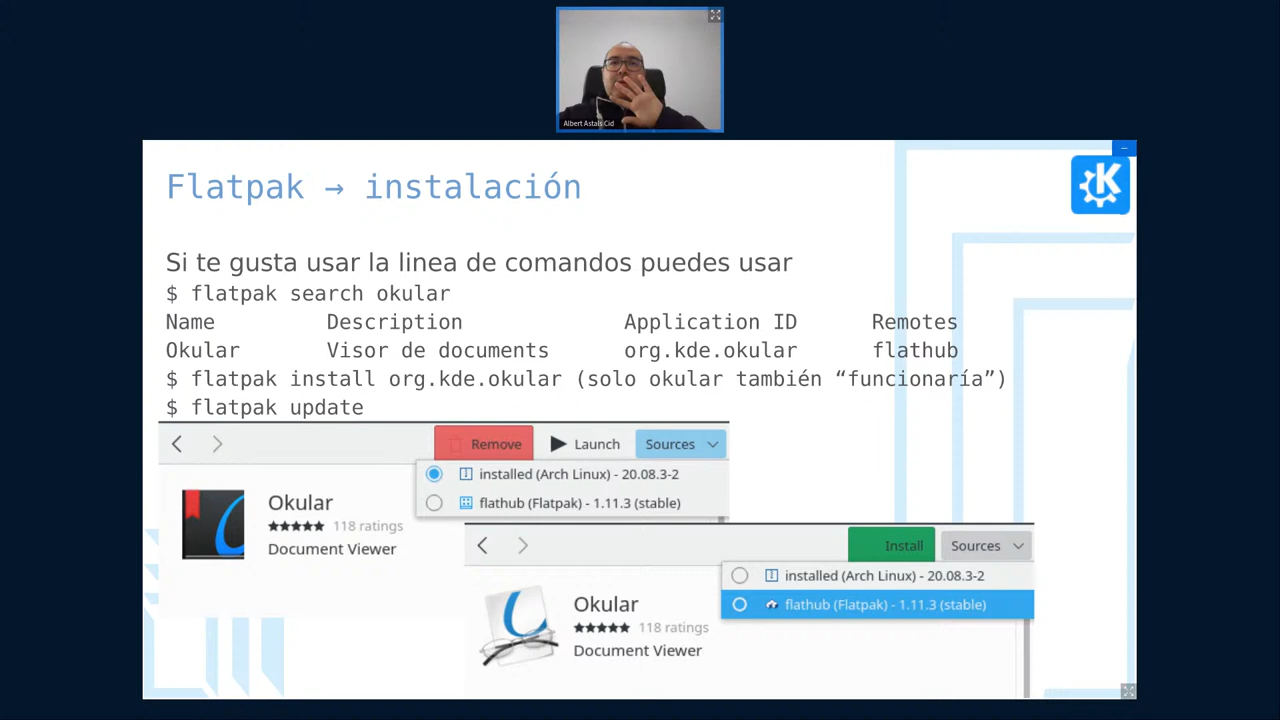 Albert Astals Cid
Flatpak → instalación
Si te gusta usar la linea de comandos puedes usar
$ flatpak search okular
Name Description Application ID Remotes
Okular Visor de documents org.kde.okular flathub
$ flatpak install org.kde.okular (solo okular también “funcionaría”)
$ flatpak update
Remove Launch Sources
installed (Arch Linux) - 20.08.3-2
flathub (Flatpak) - 1.11.3 (stable)
Okular
118 ratings
Document Viewer
Install Sources
installed (Arch Linux) - 20.08.3-2
flathub (Flatpak) - 1.11.3 (stable)
Okular
118 ratings
Document Viewer